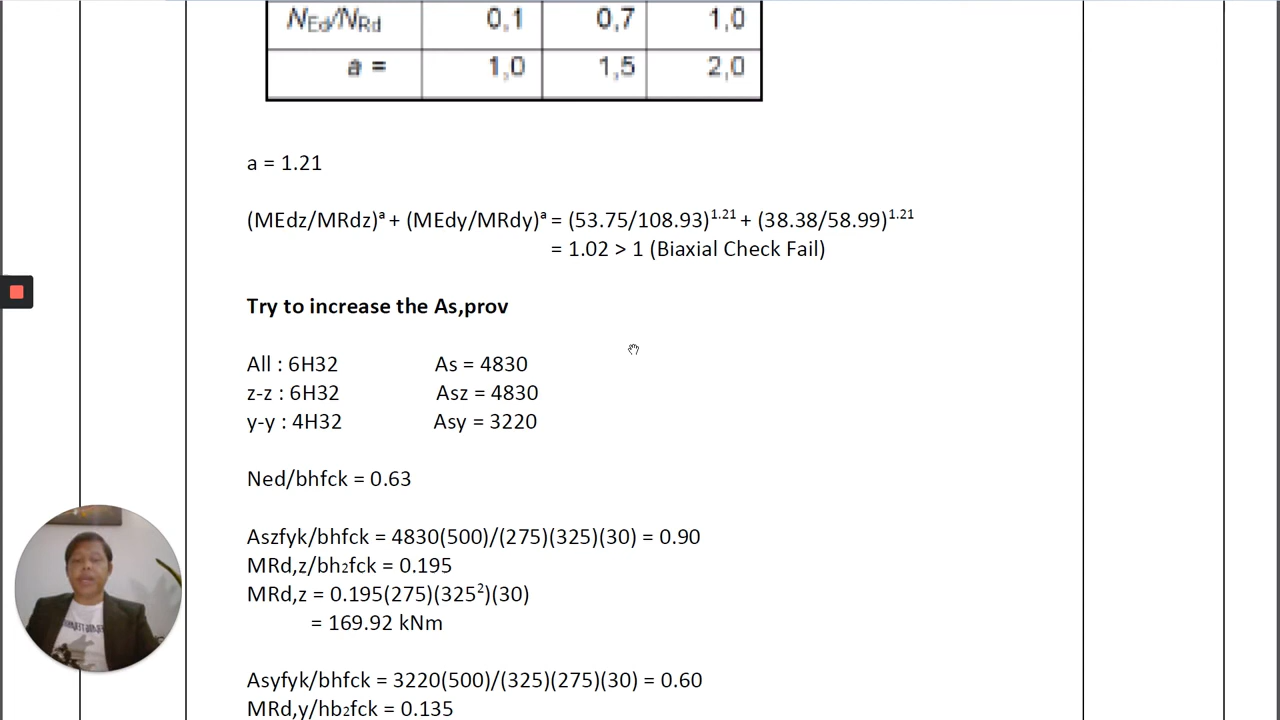 NEd/NRd 0,1 0,7 1,0
a = 1,0 1,5 2,0
a = 1.21
(MEdz/MRdz)ᵃ + (MEdy/MRdy)ᵃ = (53.75/108.93)¹·²¹ + (38.38/58.99)¹·²¹
= 1.02 > 1 (Biaxial Check Fail)
Try to increase the As,prov
All : 6H32 As = 4830
z-z : 6H32 Asz = 4830
y-y : 4H32 Asy = 3220
Ned/bhfck = 0.63
Aszfyk/bhfck = 4830(500)/(275)(325)(30) = 0.90
MRd,z/bh₂fck = 0.195
MRd,z = 0.195(275)(325²)(30)
= 169.92 kNm
Asyfyk/bhfck = 3220(500)/(325)(275)(30) = 0.60
MRd,y/hb₂fck = 0.135